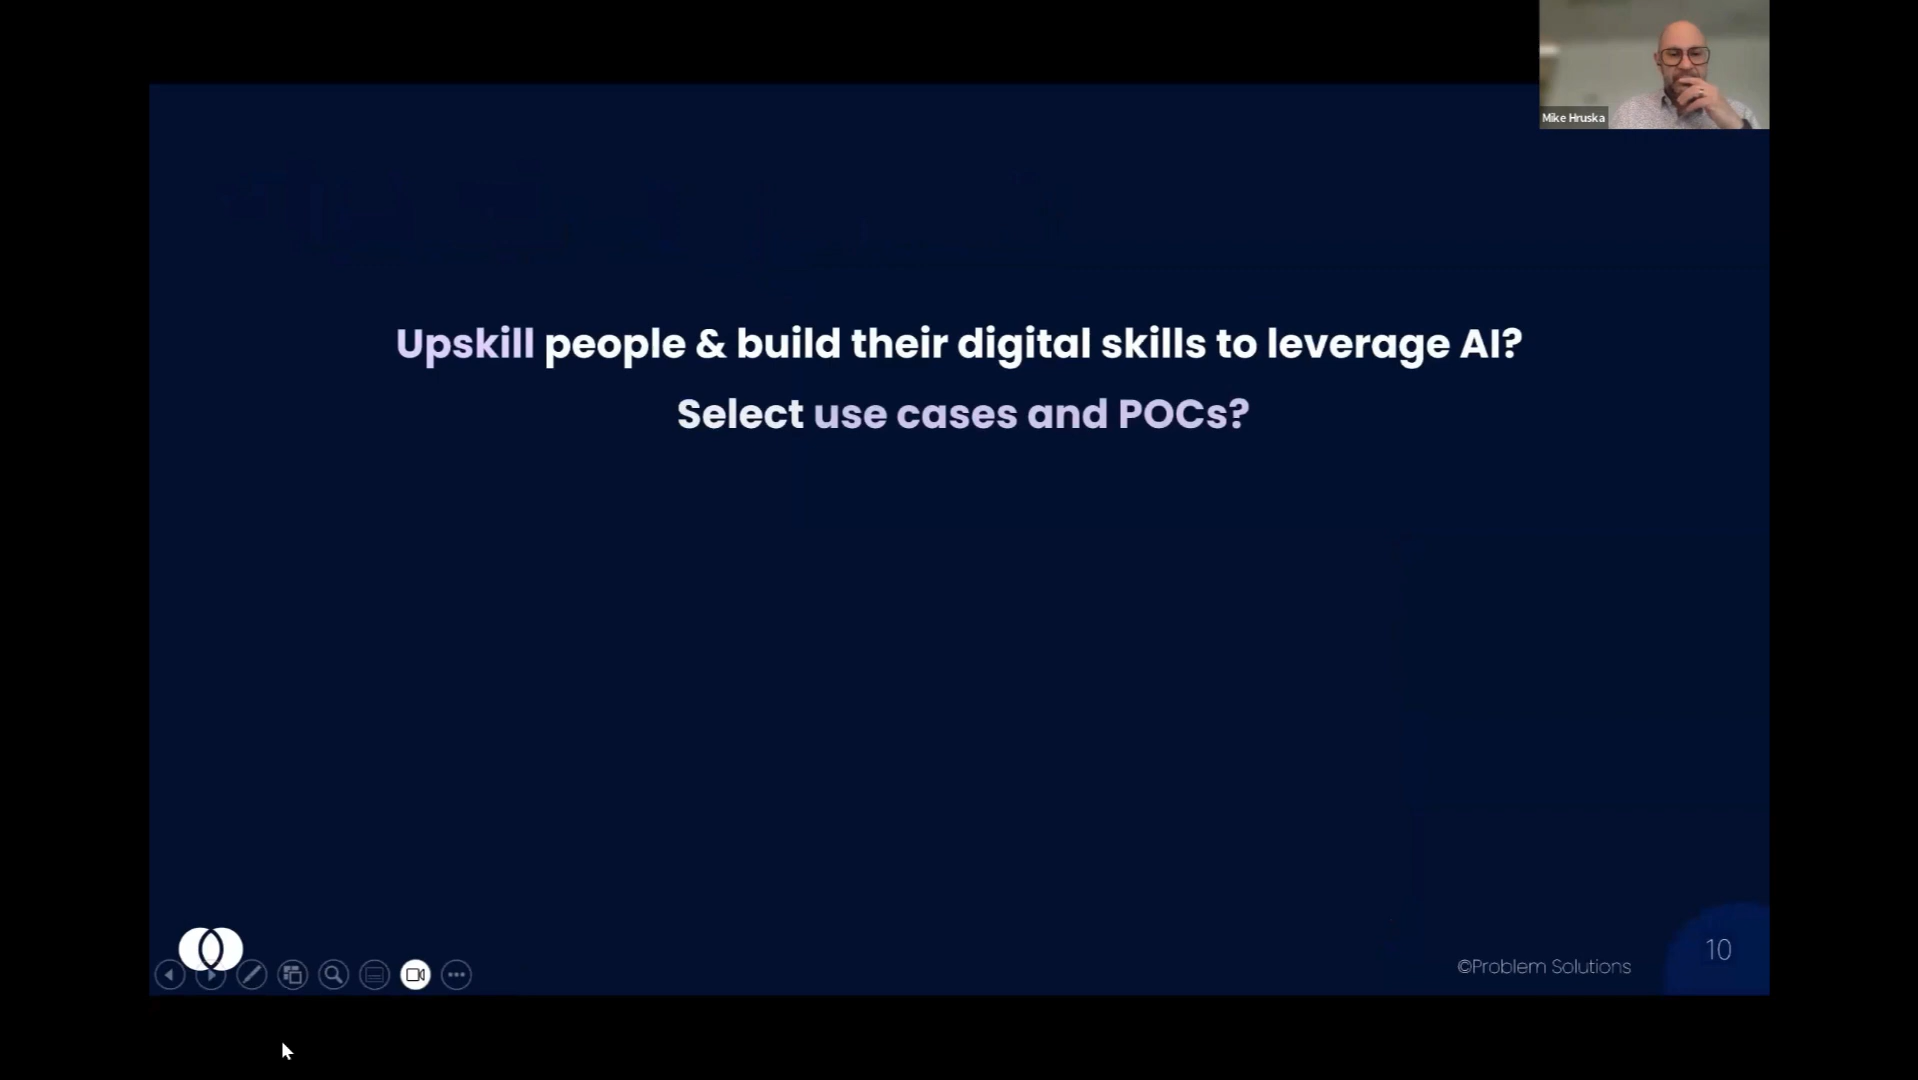 Mike Hruska
Upskill people & build their digital skills to leverage AI?
Select use cases and POCs?
©Problem Solutions
10